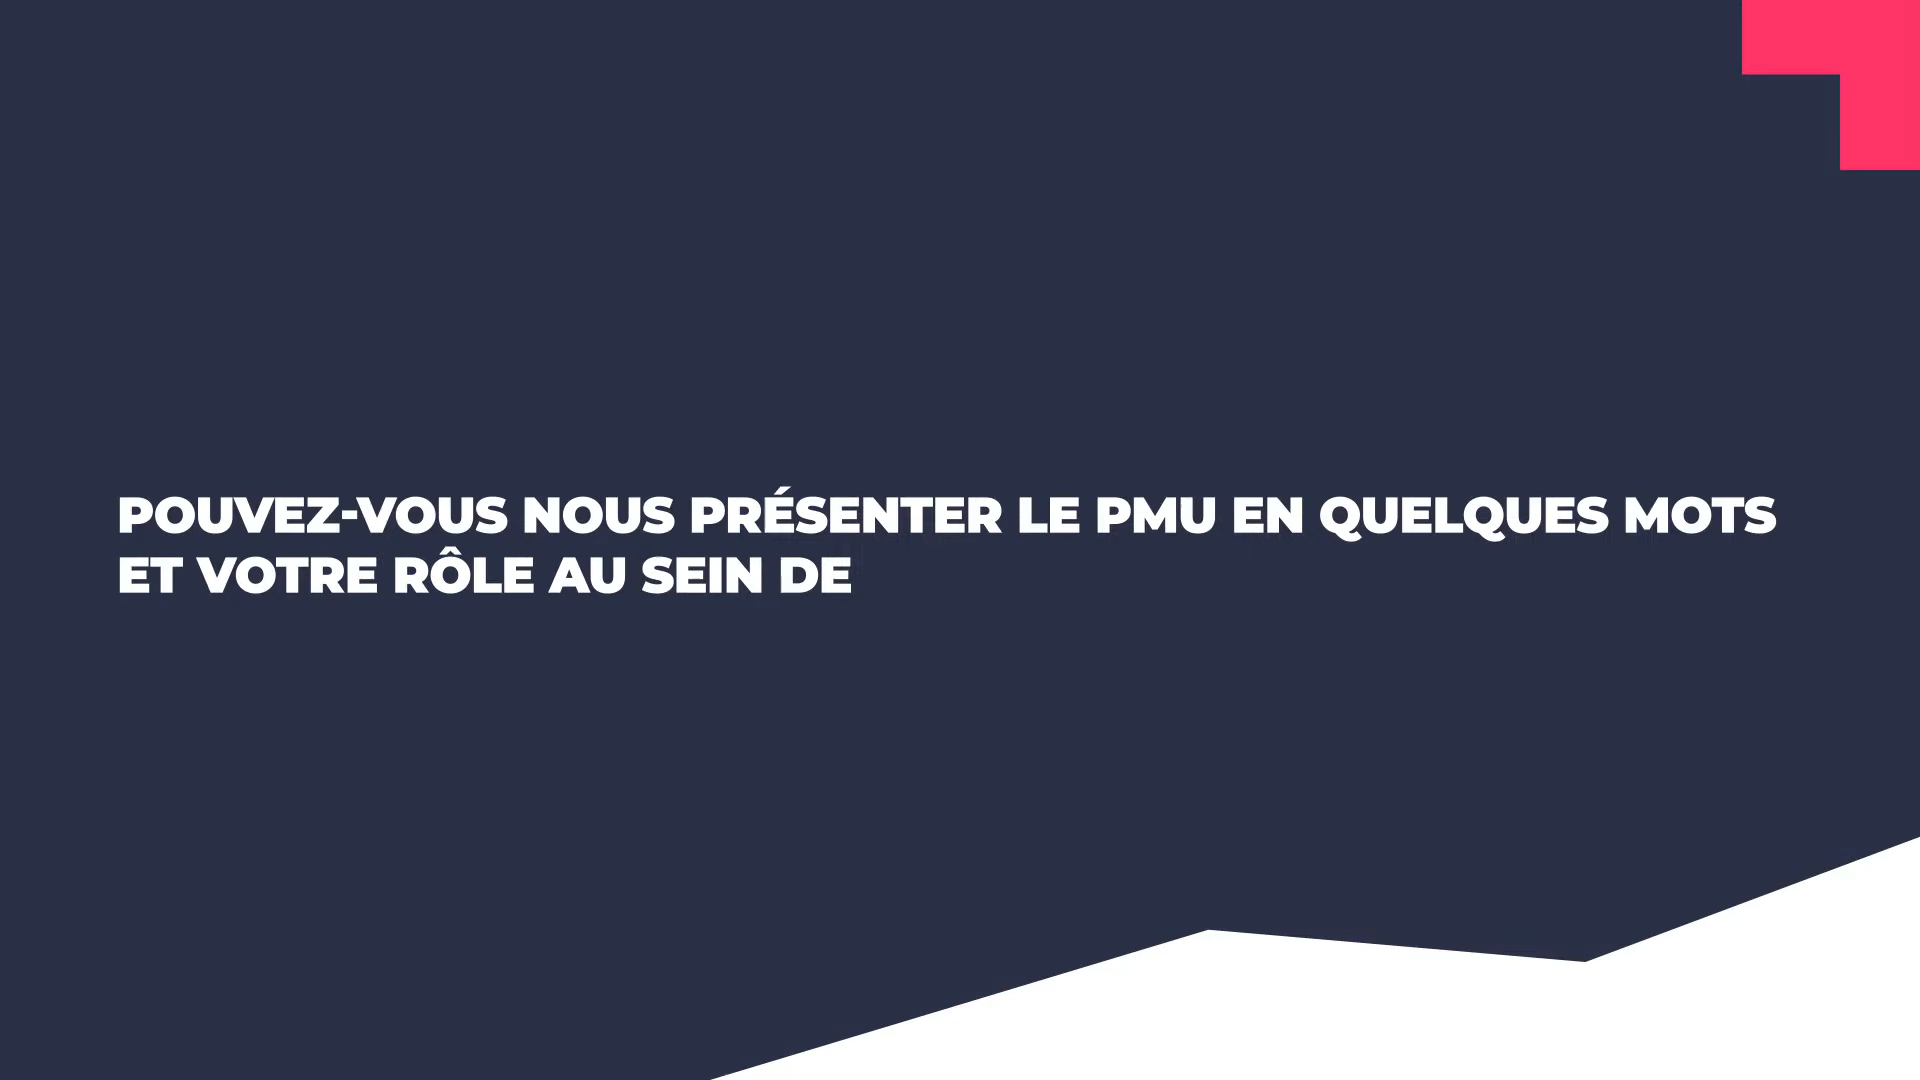 POUVEZ-VOUS NOUS PRÉSENTER LE PMU EN QUELQUES MOTS
ET VOTRE RÔLE AU SEIN DE